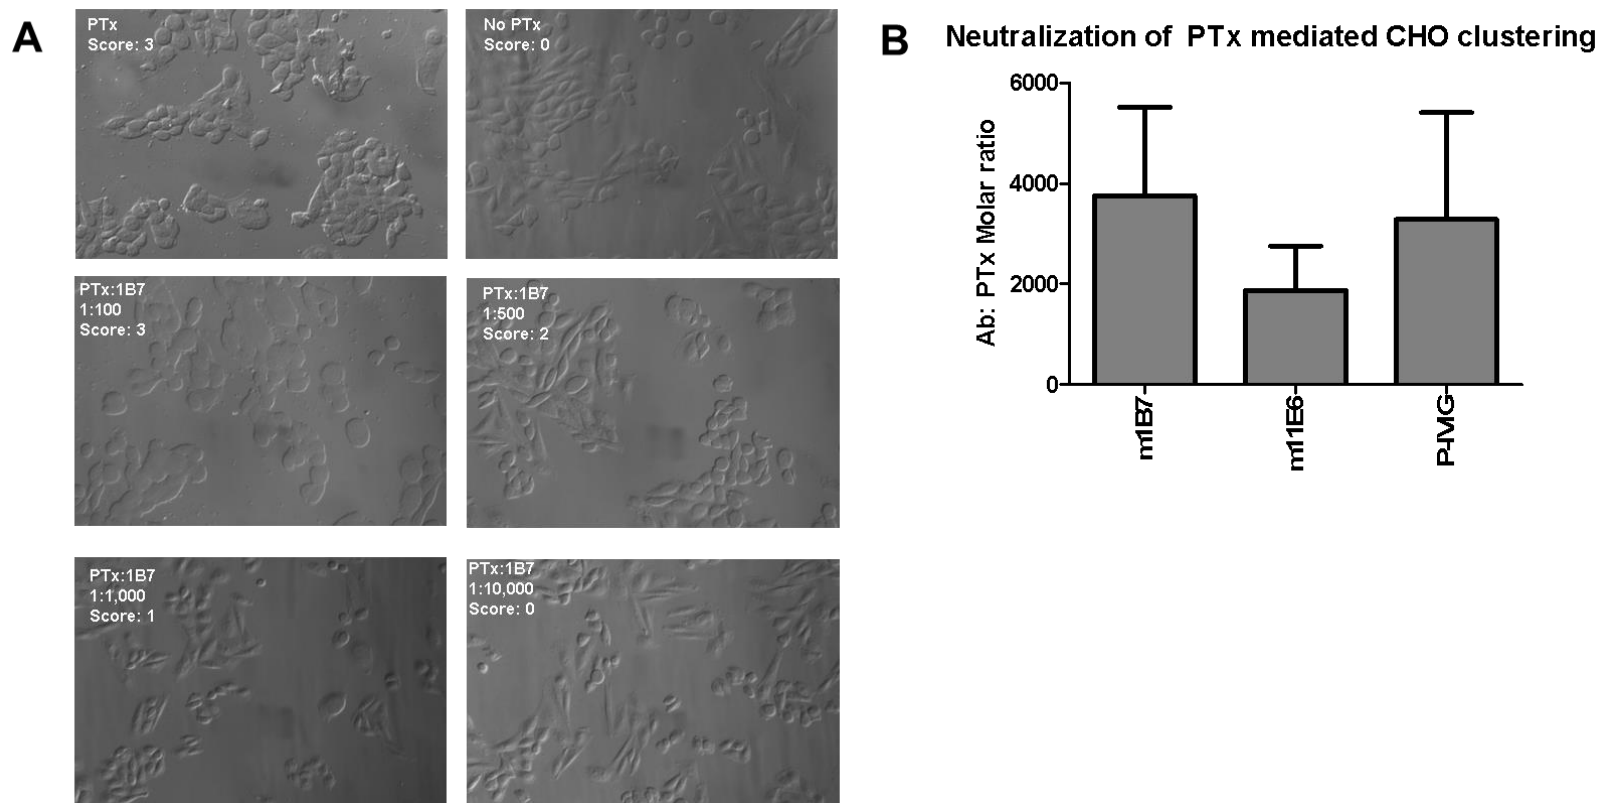 A
PTx
Score: 3
No PTx
Score: 0
PTx:1B7
1:100
Score: 3
PTx:1B7
1:500
Score: 2
PTx:1B7
1:1,000
Score: 1
PTx:1B7
1:10,000
Score: 0
B
Neutralization of PTx mediated CHO clustering
Ab: PTx Molar ratio
6000
4000
2000
0
m1B7
m11E6
P-IVIG